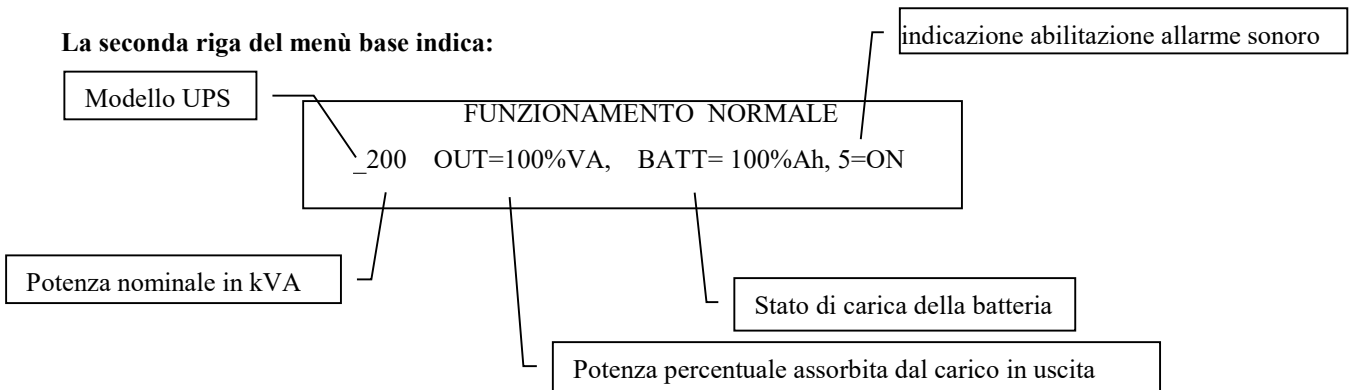 indicazione abilitazione allarme sonoro
La seconda riga del menù base indica:
Modello UPS
FUNZIONAMENTO NORMALE
_200 OUT=100%VA, BATT= 100%Ah, 5=ON
Potenza nominale in kVA
Stato di carica della batteria
Potenza percentuale assorbita dal carico in uscita